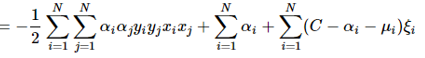 = -\frac{1}{2} \sum_{i=1}^{N} \sum_{j=1}^{N} \alpha_i \alpha_j y_i y_j x_i x_j + \sum_{i=1}^{N} \alpha_i + \sum_{i=1}^{N} (C - \alpha_i - \mu_i) \xi_i